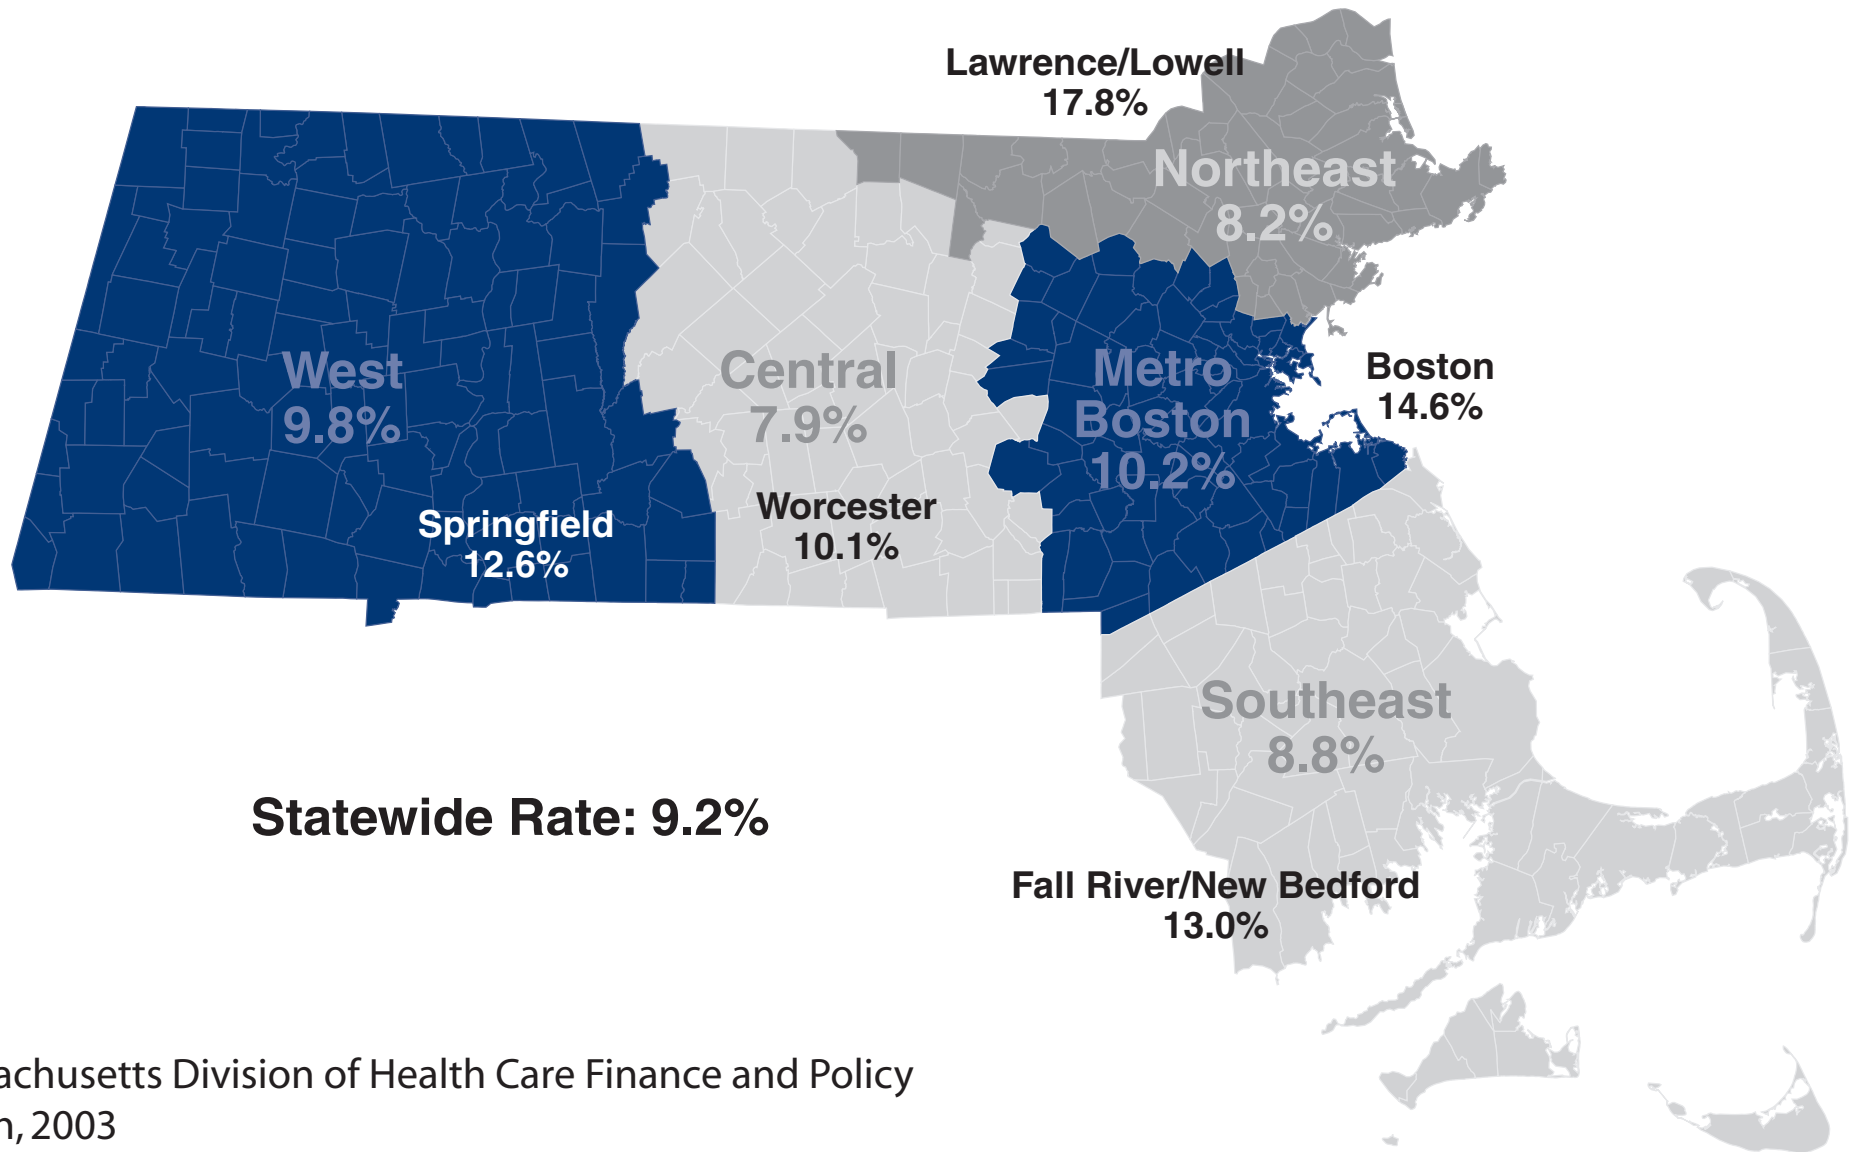 Lawrence/Lowell
17.8%
Northeast
8.2%
West
9.8%
Central
7.9%
Metro
Boston
10.2%
Boston
14.6%
Springfield
12.6%
Worcester
10.1%
Southeast
8.8%
Statewide Rate: 9.2%
Fall River/New Bedford
13.0%
achusetts Division of Health Care Finance and Policy
n, 2003